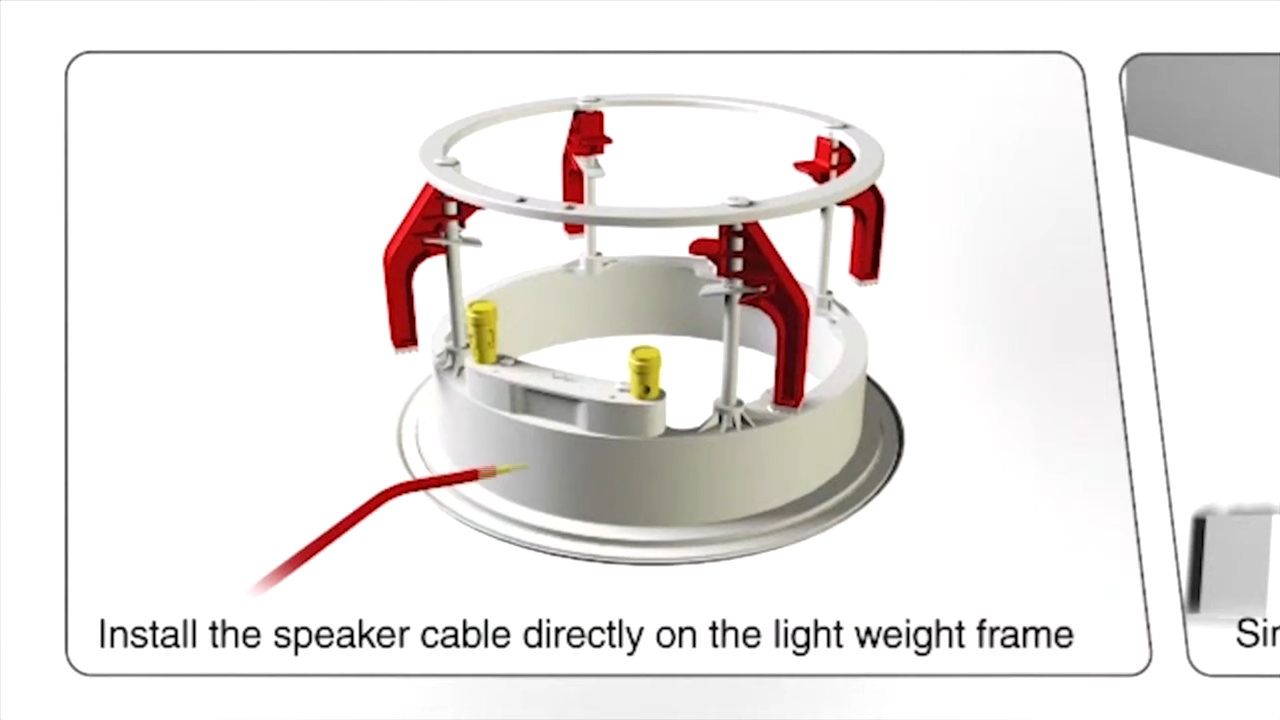 Install the speaker cable directly on the light weight frame